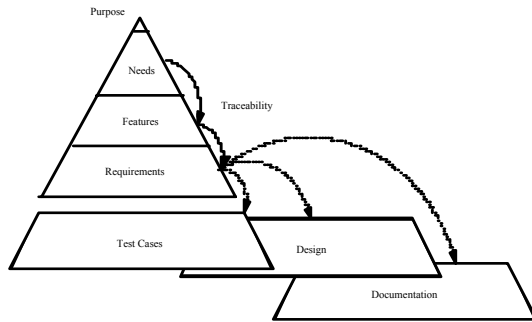 Purpose
Needs
Traceability
Features
Requirements
Test Cases
Design
Documentation